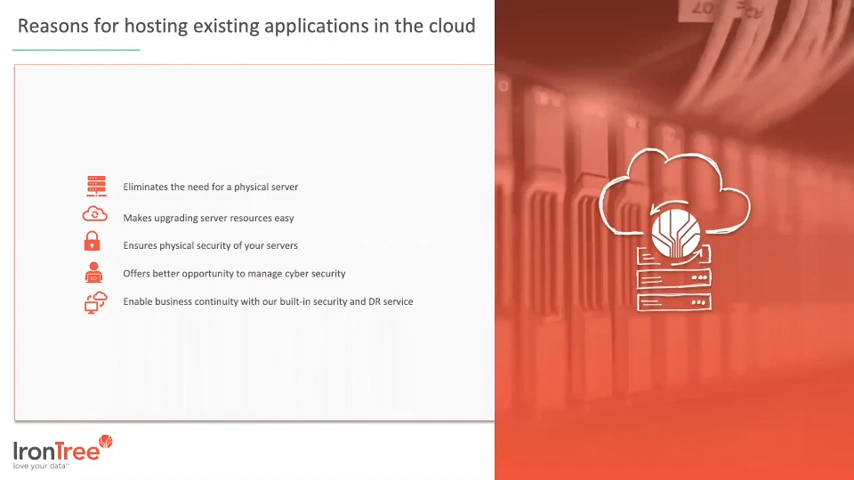 Reasons for hosting existing applications in the cloud
Eliminates the need for a physical server
Makes upgrading server resources easy
Ensures physical security of your servers
Offers better opportunity to manage cyber security
Enable business continuity with our built-in security and DR service
IronTree
love your data™